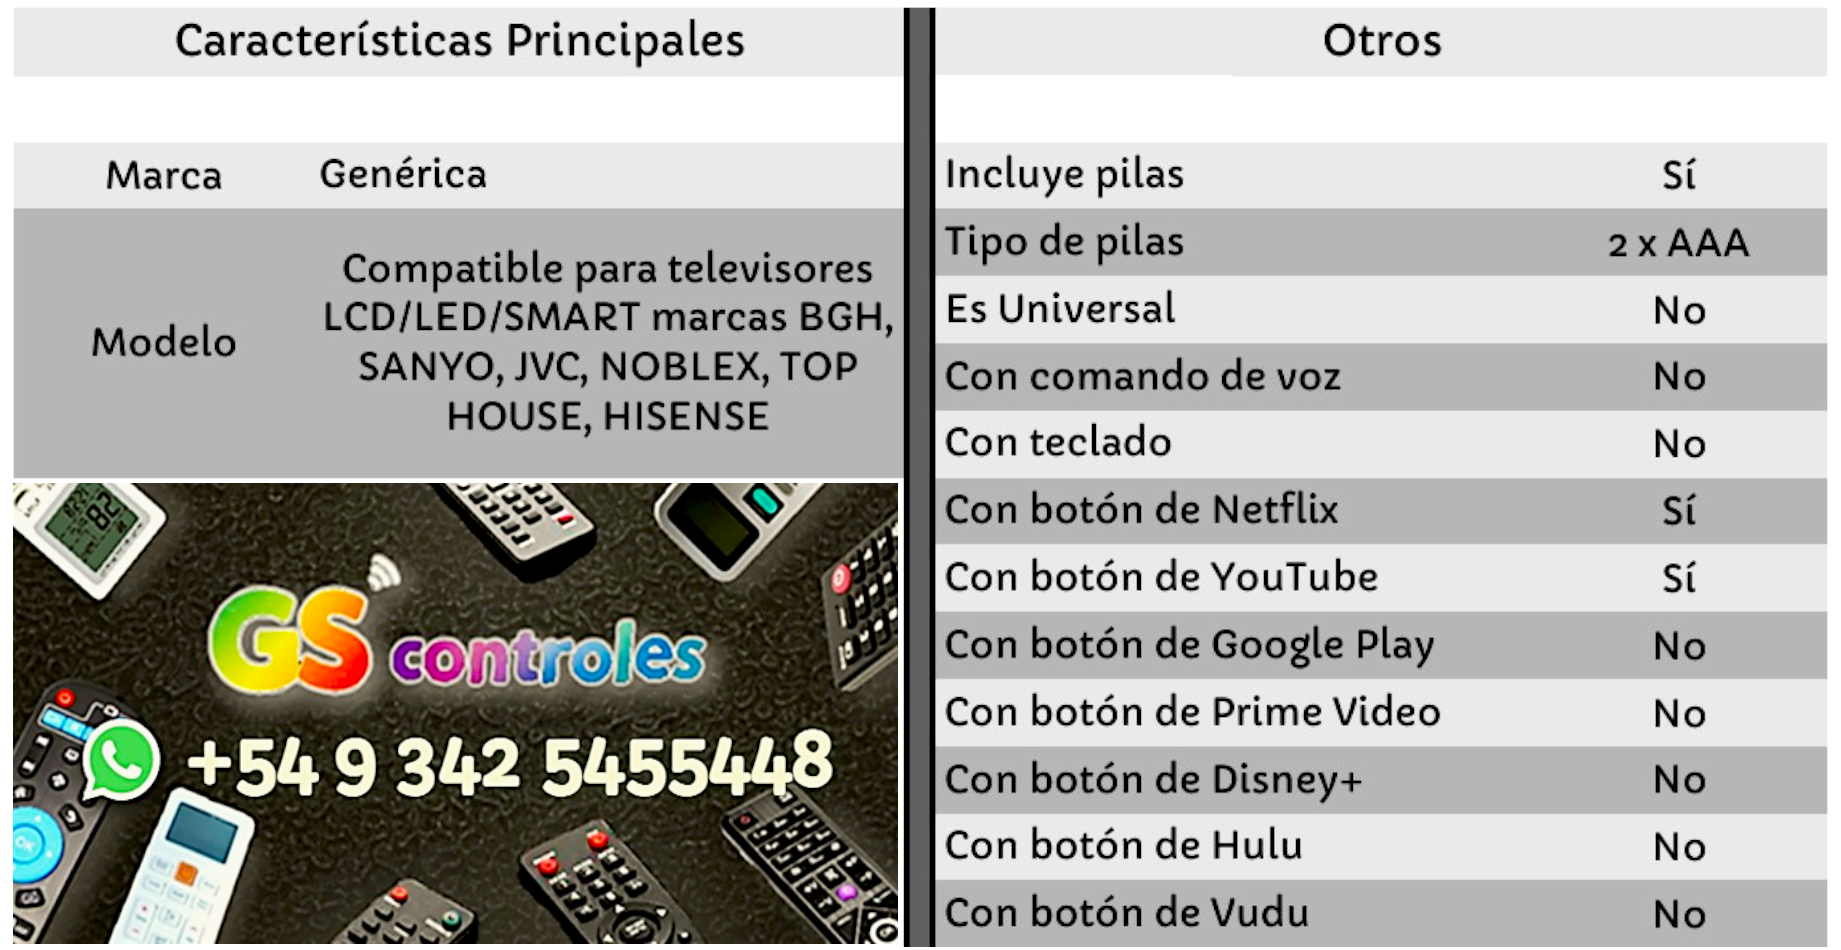 Características Principales
Marca Genérica
Modelo
Compatible para televisores
LCD/LED/SMART marcas BGH,
SANYO, JVC, NOBLEX, TOP
HOUSE, HISENSE
GS controles
+54 9 342 5455448
Otros
Incluye pilas Sí
Tipo de pilas 2 x AAA
Es Universal No
Con comando de voz No
Con teclado No
Con botón de Netflix Sí
Con botón de YouTube Sí
Con botón de Google Play No
Con botón de Prime Video No
Con botón de Disney+ No
Con botón de Hulu No
Con botón de Vudu No